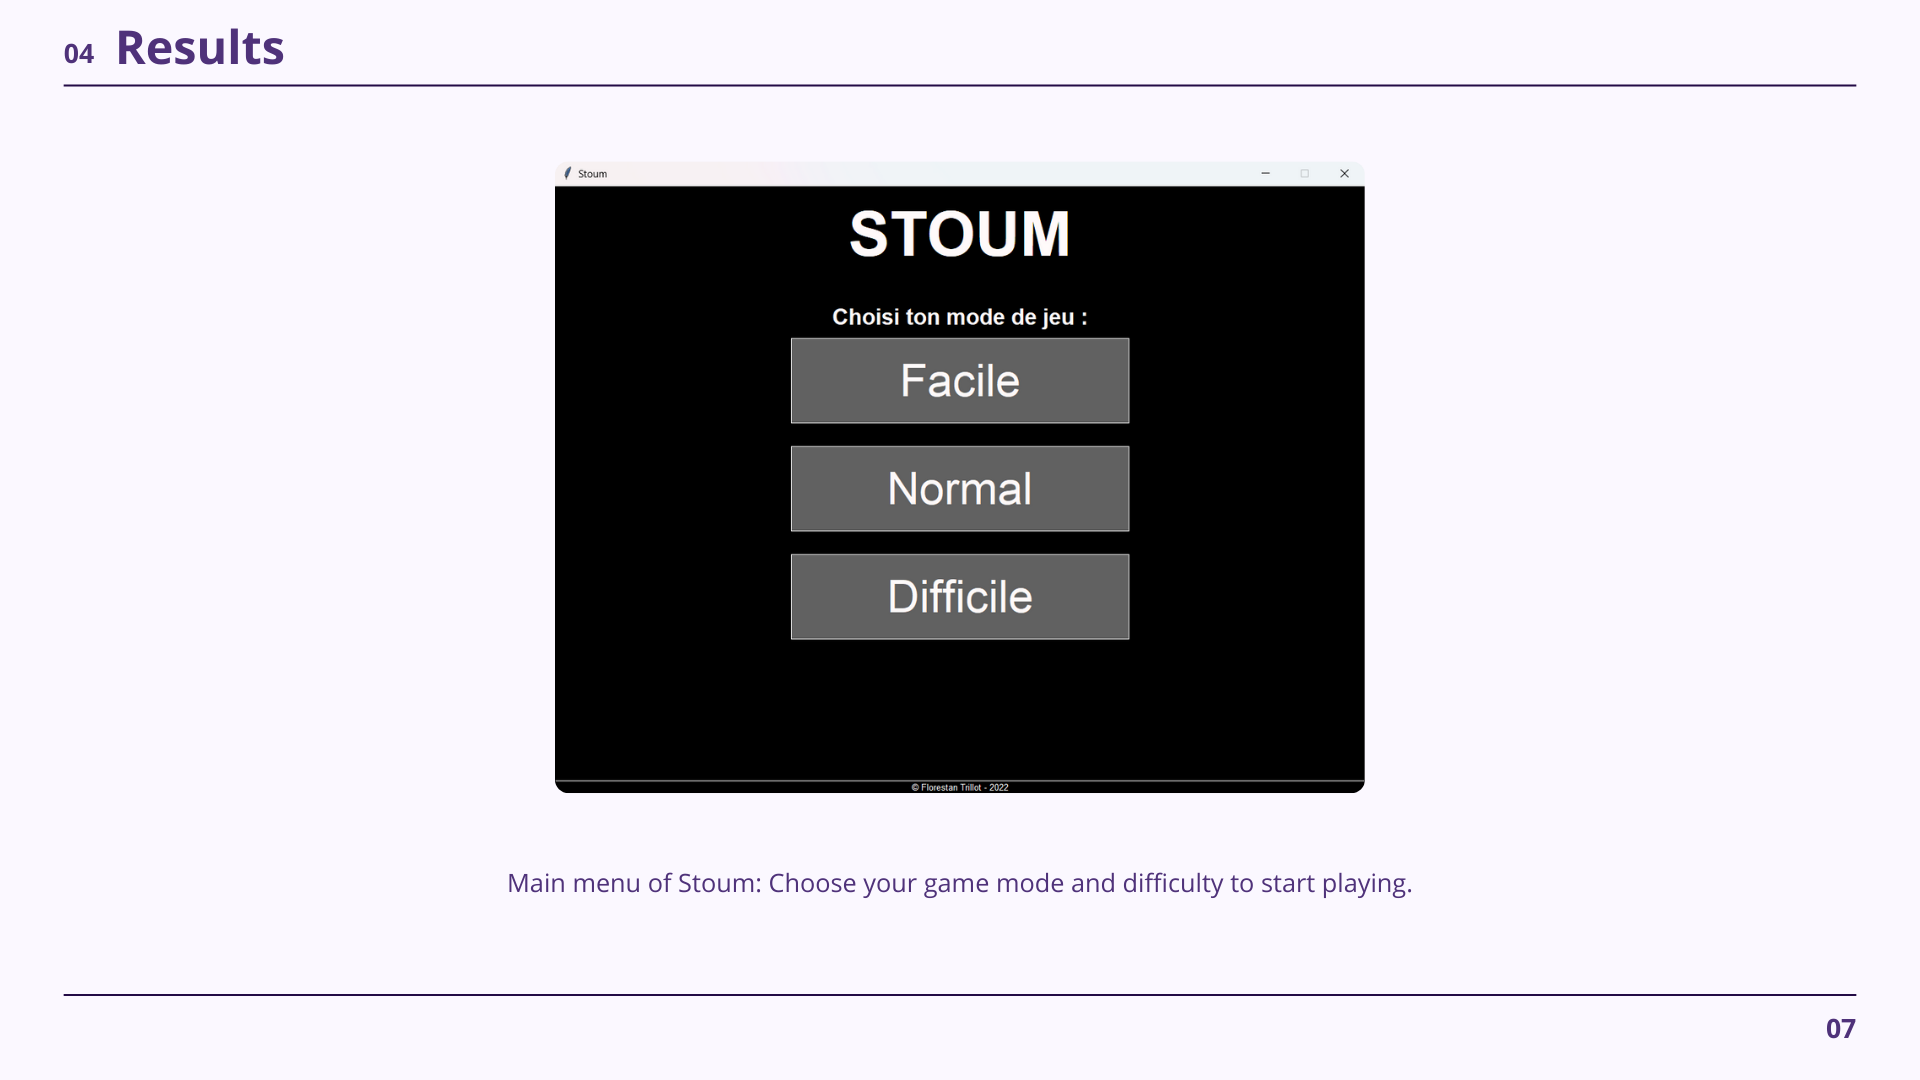 04 Results
Stoum
STOUM
Choisi ton mode de jeu :
Facile
Normal
Difficile
© Florestan Trillot - 2022
Main menu of Stoum: Choose your game mode and difficulty to start playing.
07